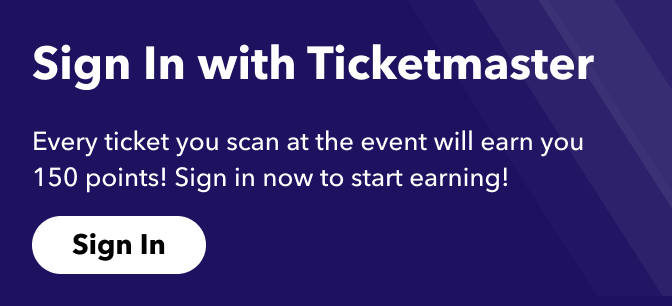 Sign In with Ticketmaster
Every ticket you scan at the event will earn you
150 points! Sign in now to start earning!
Sign In